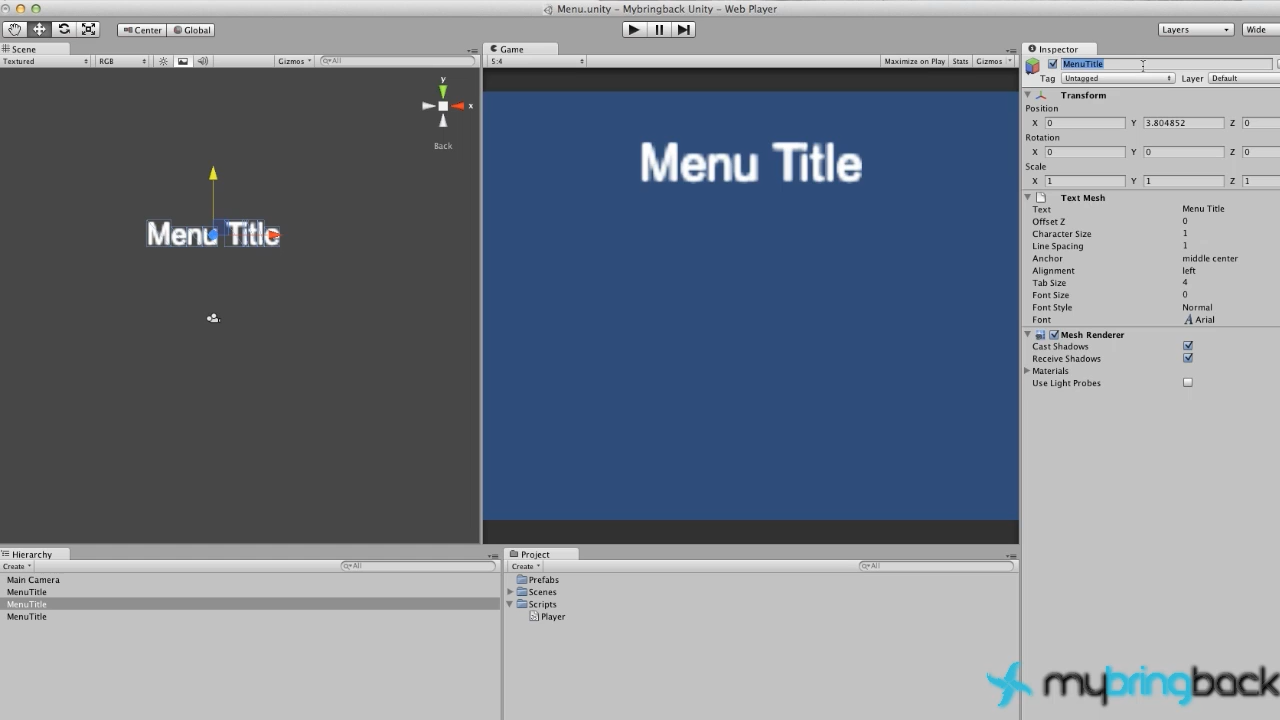 Menu.unity – Mybringback Unity – Web Player
Center Global Layers Wide
Scene Game Inspector
Textured RGB Gizmos All 5:4 Maximize on Play Stats Gizmos MenuTitle
Tag Untagged Layer Default
y
x
Back
Menu Title
Menu Title
Transform
Position
X 0 Y 3.804852 Z 0
Rotation
X 0 Y 0 Z 0
Scale
X 1 Y 1 Z 1
Text Mesh
Text Menu Title
Offset Z 0
Character Size 1
Line Spacing 1
Anchor middle center
Alignment left
Tab Size 4
Font Size 0
Font Style Normal
Font Arial
Mesh Renderer
Cast Shadows
Receive Shadows
Materials
Use Light Probes
Hierarchy
Create All
Main Camera
MenuTitle
MenuTitle
MenuTitle
Project
Create All
Prefabs
Scenes
Scripts
Player
mybringback